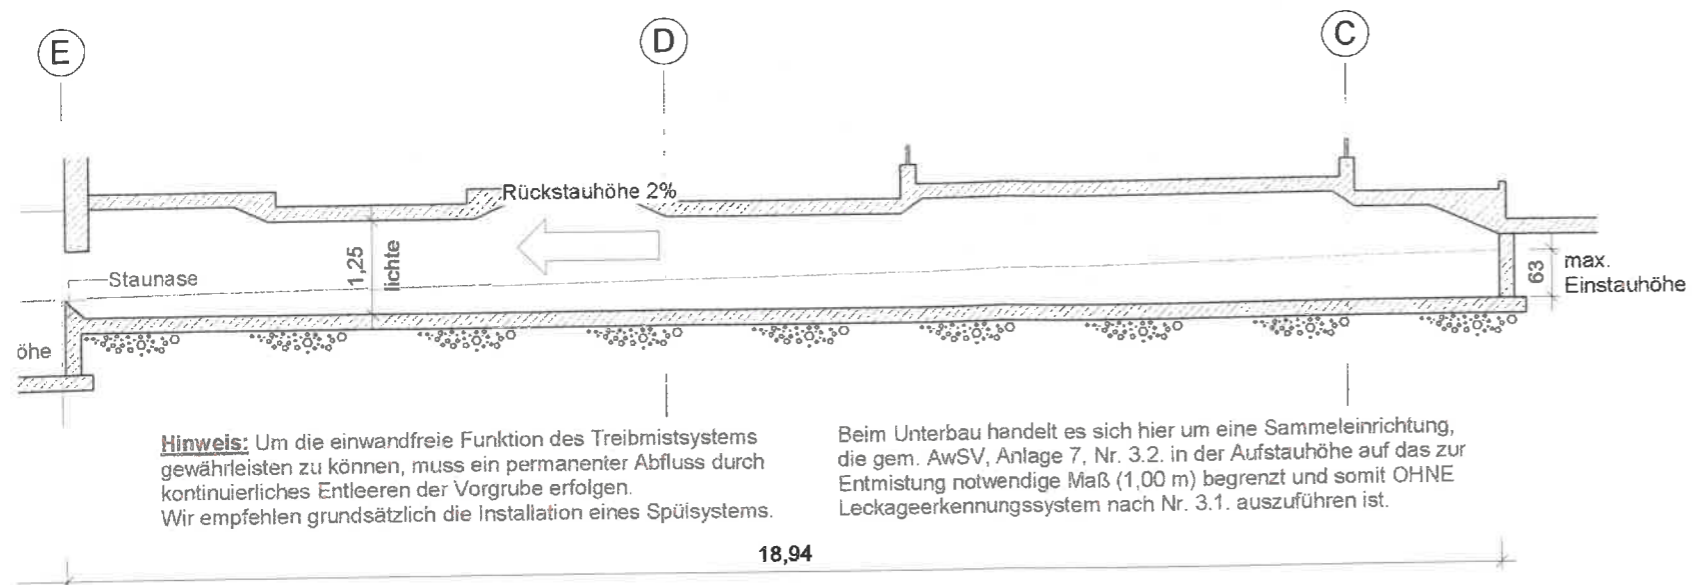 E
D
C
Rückstauhöhe 2%
1,25
lichte
Staunase
63
max.
Einstauhöhe
öhe
Hinweis: Um die einwandfreie Funktion des Treibmistsystems
gewährleisten zu können, muss ein permanenter Abfluss durch
kontinuierliches Entleeren der Vorgrube erfolgen.
Wir empfehlen grundsätzlich die Installation eines Spülsystems.
Beim Unterbau handelt es sich hier um eine Sammeleinrichtung,
die gem. AwSV, Anlage 7, Nr. 3.2. in der Aufstauhöhe auf das zur
Entmistung notwendige Maß (1,00 m) begrenzt und somit OHNE
Leckageerkennungssystem nach Nr. 3.1. auszuführen ist.
18,94